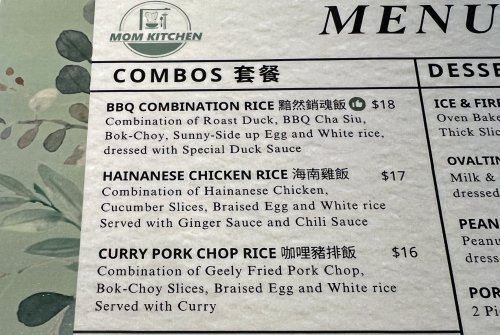 MOM KITCHEN
MENU
COMBOS 套餐
BBQ COMBINATION RICE 黯然銷魂飯 $18
Combination of Roast Duck, BBQ Cha Siu,
Bok-Choy, Sunny-Side up Egg and White rice,
dressed with Special Duck Sauce
HAINANESE CHICKEN RICE 海南雞飯 $17
Combination of Hainanese Chicken,
Cucumber Slices, Braised Egg and White rice
Served with Ginger Sauce and Chili Sauce
CURRY PORK CHOP RICE 咖哩豬排飯 $16
Combination of Geely Fried Pork Chop,
Bok-Choy Slices, Braised Egg and White rice
Served with Curry
DESSE
ICE & FIRE
Oven Bake
Thick Slic
OVALTIN
Milk &
dressed
PEAN
Peanu
dresse
POR
2 Pi